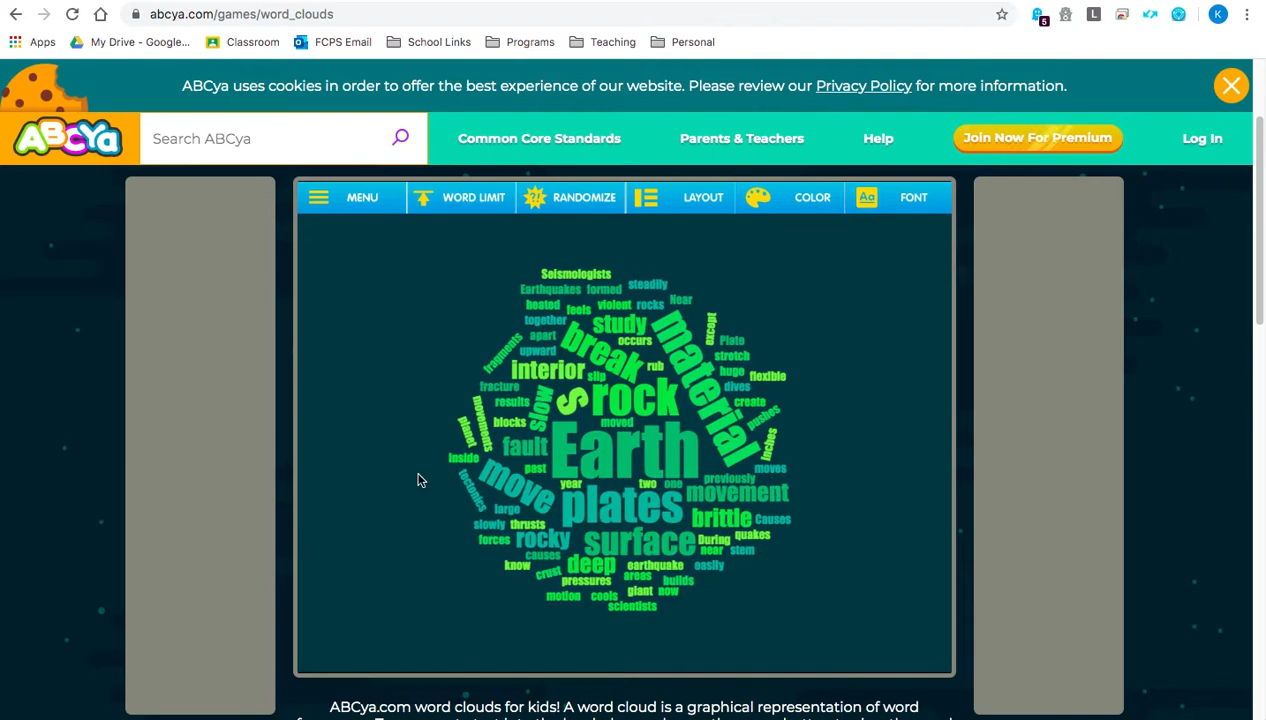 abcya.com/games/word_clouds
5
L
K
Apps My Drive - Google... Classroom FCPS Email School Links Programs Teaching Personal
ABCya uses cookies in order to offer the best experience of our website. Please review our Privacy Policy for more information.
ABCYa Search ABCya Common Core Standards Parents & Teachers Help Join Now For Premium Log In
MENU WORD LIMIT ?! RANDOMIZE LAYOUT COLOR Aa FONT
Seismologists
Earthquakes formed steadily
heated feels violent rocks Near
together study except
apart break occurs material Plato
fragments upward rub stretch
interior slip huge flexible
fracture dives
results slow s rock create
movements blocks moved pushes
planet fault Earth inches
inside past moves
tectonics move year two one previously
large plates movement
slowly thrusts brittle Causes
forces rocky surface During quakes
causes near stem
know crust deep earthquake easily
pressures areas builds
motion cools giant now
scientists
ABCya.com word clouds for kids! A word cloud is a graphical representation of word